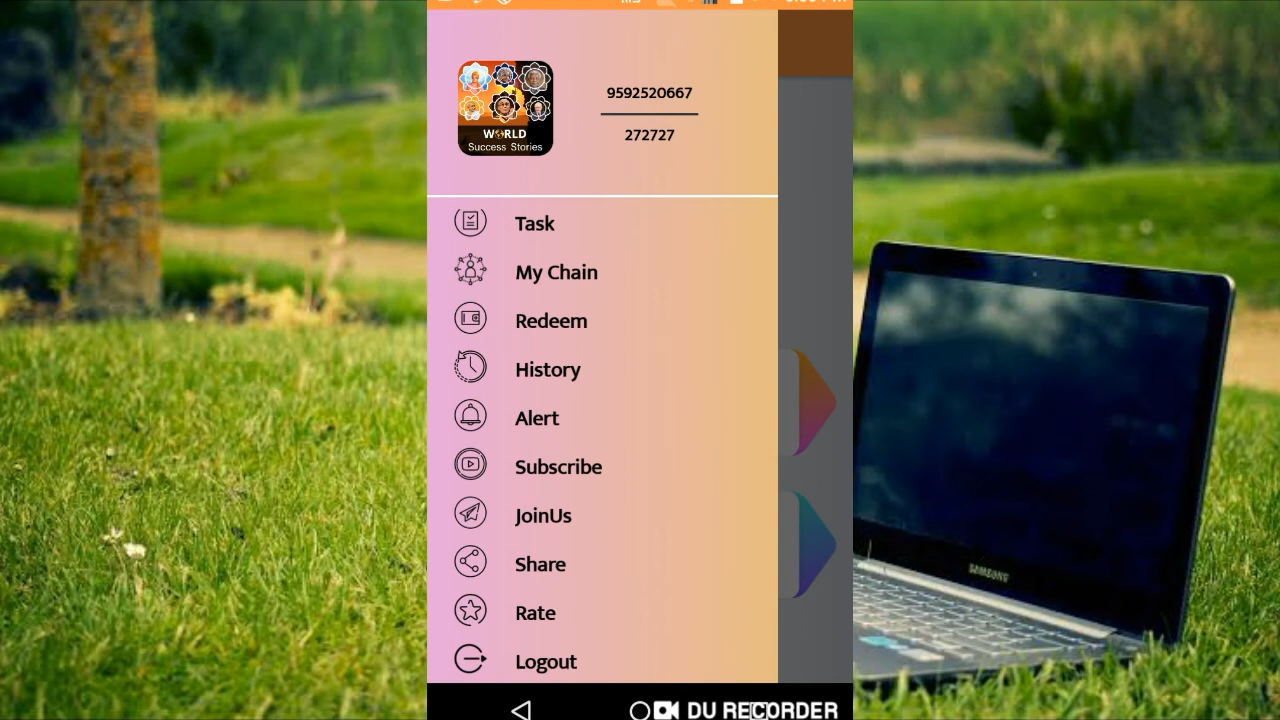 9592520667
272727
WORLD
Success Stories
Task
My Chain
Redeem
History
Alert
Subscribe
JoinUs
Share
Rate
Logout
SAMSUNG
DU RECORDER